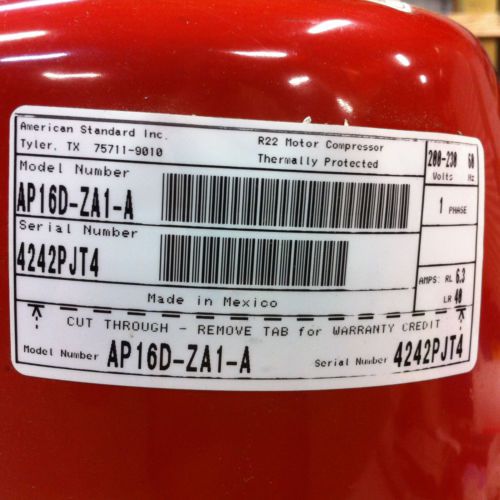 American Standard Inc.
Tyler, TX 75711-9010
R22 Motor Compressor
Thermally Protected
200-230 60
Volts Hz
Model Number
AP16D-ZA1-A
1 PHASE
Serial Number
4242PJT4
AMPS: RL 6.3
LR 40
Made in Mexico
CUT THROUGH - REMOVE TAB for WARRANTY CREDIT
Model Number AP16D-ZA1-A Serial Number 4242PJT4